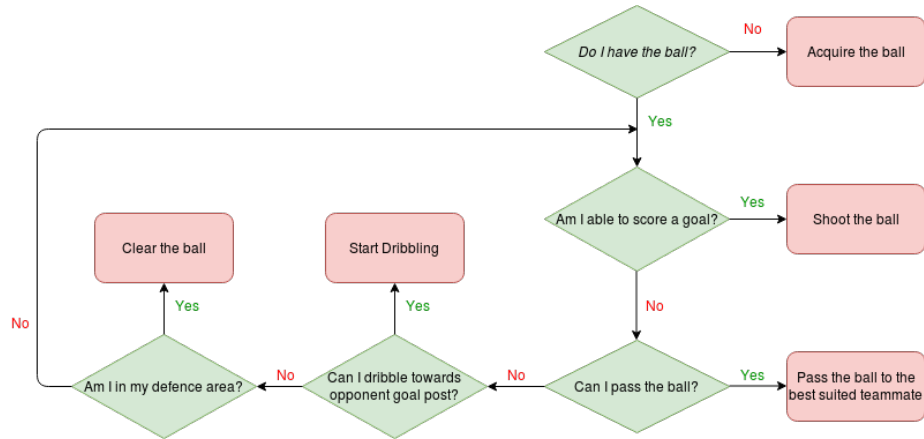 Do I have the ball?
No
Acquire the ball
Yes
Am I able to score a goal?
Yes
Shoot the ball
No
Can I pass the ball?
Yes
Pass the ball to the
best suited teammate
No
Can I dribble towards
opponent goal post?
Yes
Start Dribbling
No
Am I in my defence area?
Yes
Clear the ball
No